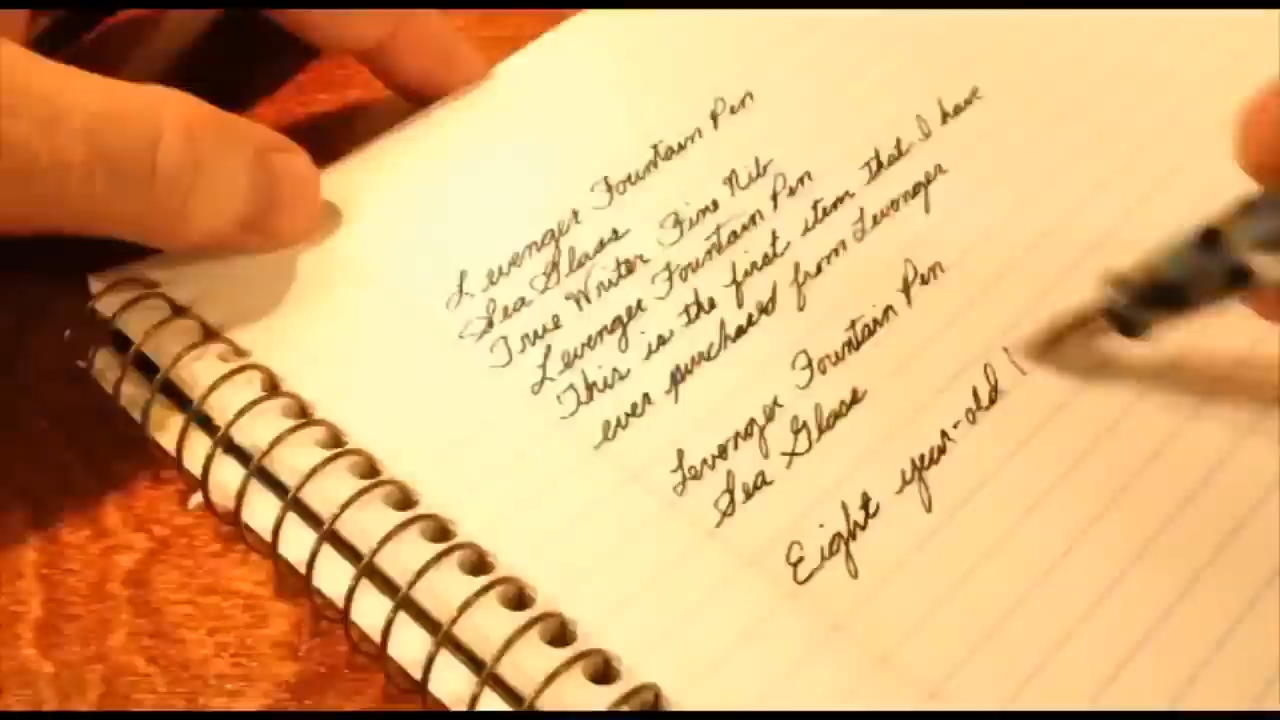 Levenger Fountain Pen
Sea Glass
True Writer Fine Nib
Levenger Fountain Pen
This is the first item that I have
ever purchased from Levenger
Levenger Fountain Pen
Sea Glass
Eight year-old